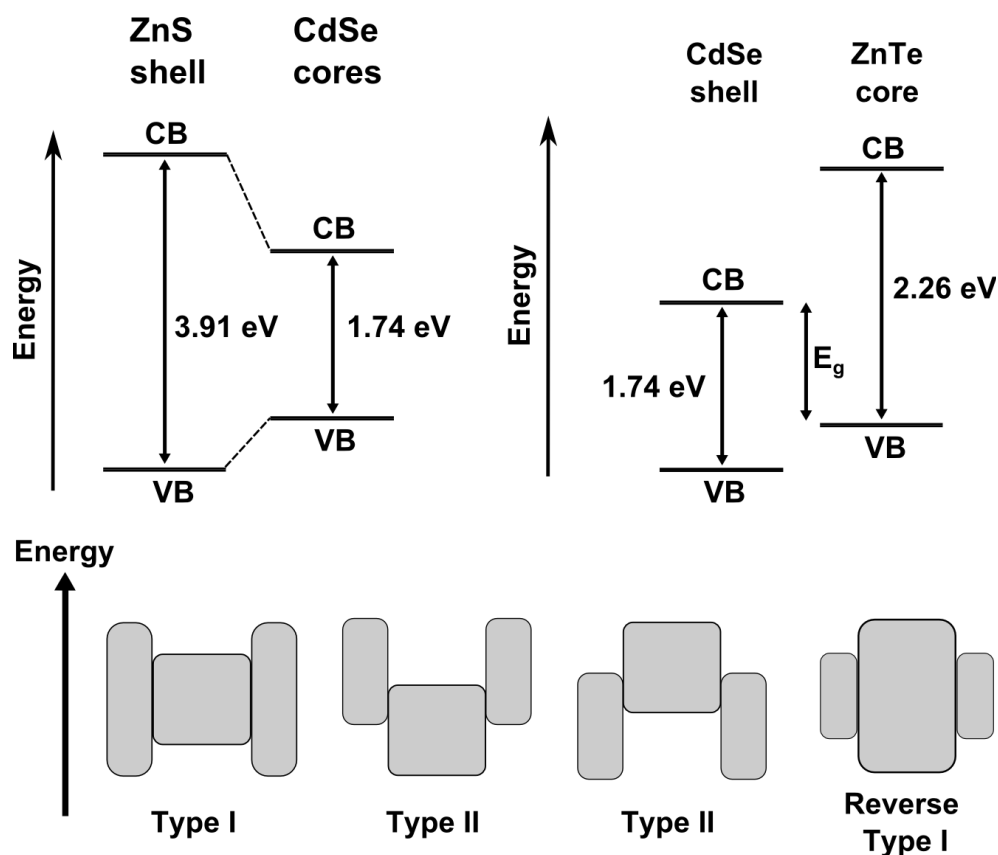 ZnS
shell
CdSe
cores
CB
CB
Energy
3.91 eV
1.74 eV
VB
VB
CdSe
shell
ZnTe
core
CB
CB
Energy
2.26 eV
1.74 eV
E_g
VB
VB
Energy
Type I
Type II
Type II
Reverse
Type I